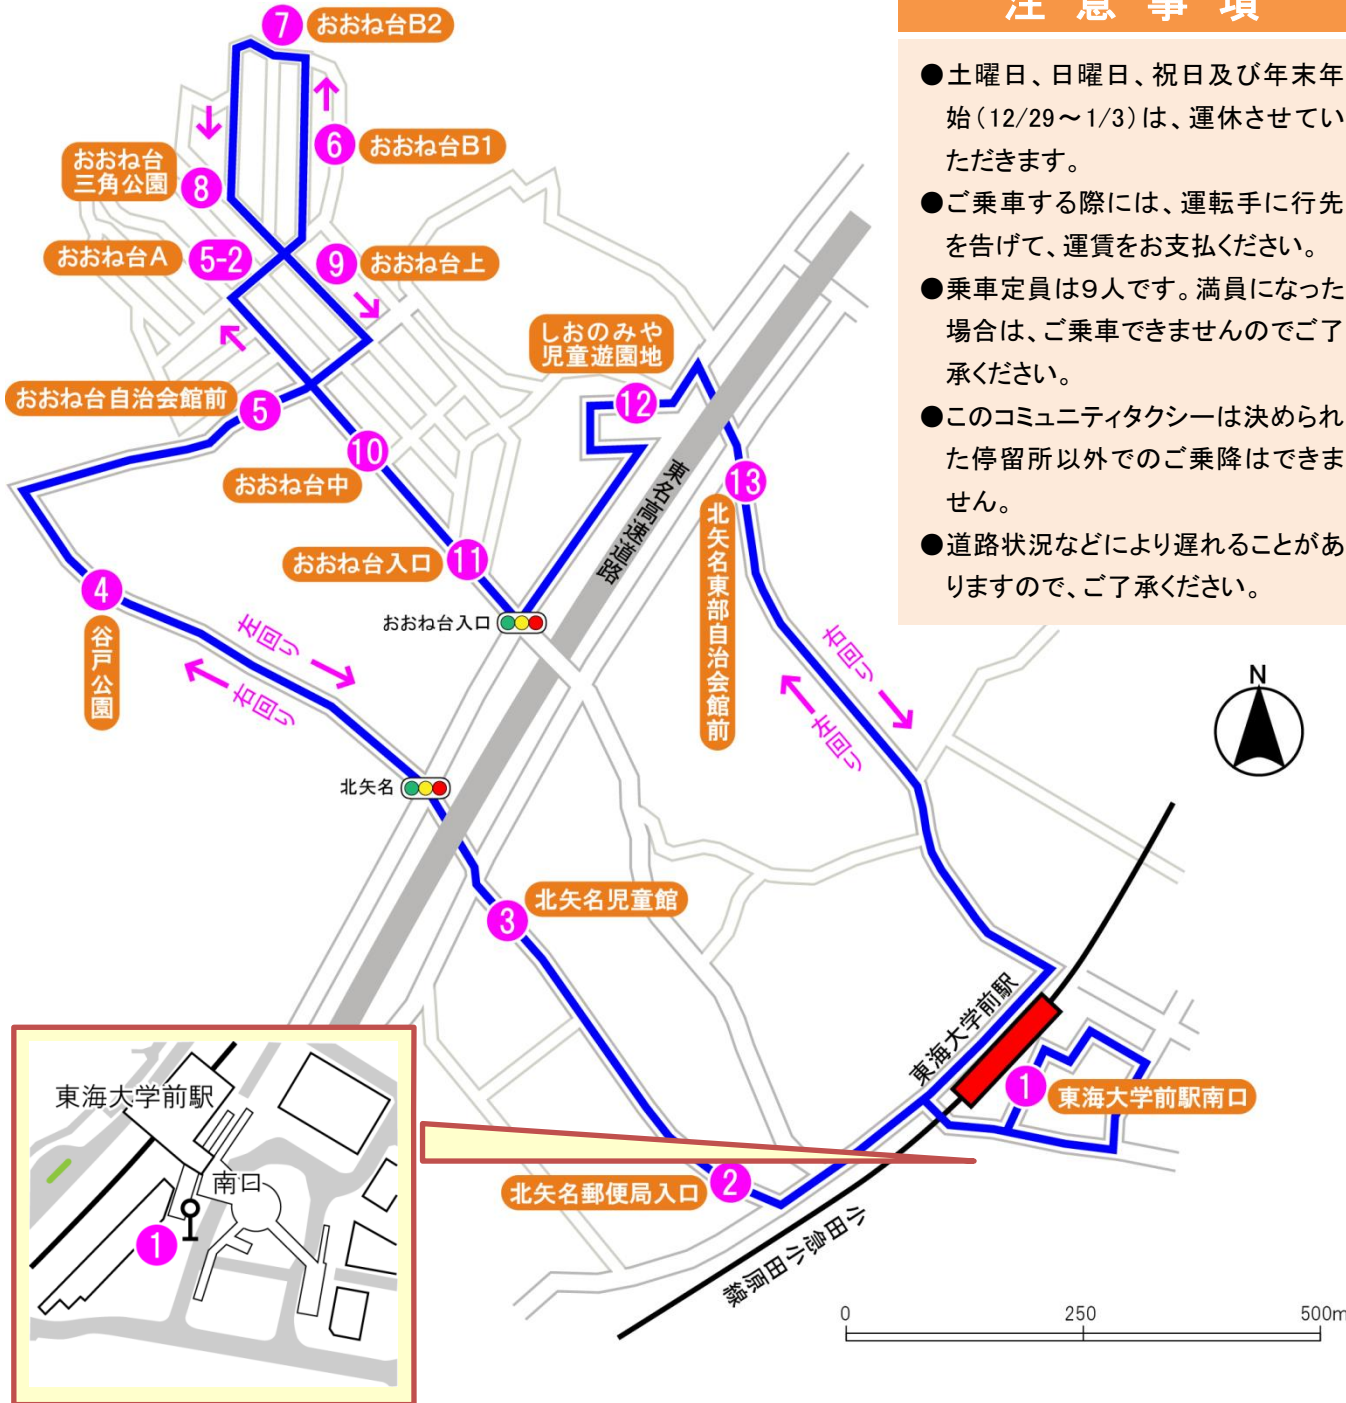 注意事項
●土曜日、日曜日、祝日及び年末年
始(12/29～1/3)は、運休させてい
ただきます。
●ご乗車する際には、運転手に行先
を告げて、運賃をお支払ください。
●乗車定員は９人です。満員になった
場合は、ご乗車できませんのでご了
承ください。
●このコミュニティタクシーは決められ
た停留所以外でのご乗降はできま
せん。
●道路状況などにより遅れることがあ
りますので、ご了承ください。
7 おおね台B2
6 おおね台B1
おおね台
三角公園
8
おおね台A 5-2
9 おおね台上
しおのみや
児童遊園地
12
おおね台自治会館前 5
10
おおね台中
東名高速道路
13
北矢名東部自治会館前
11
おおね台入口
おおね台入口
4
谷戸公園
左回り
右回り
右回り
左回り
N
北矢名
北矢名児童館
3
東海大学前駅
1
東海大学前駅南口
2
北矢名郵便局入口
小田急小田原線
東海大学前駅
南口
1
0 250 500m